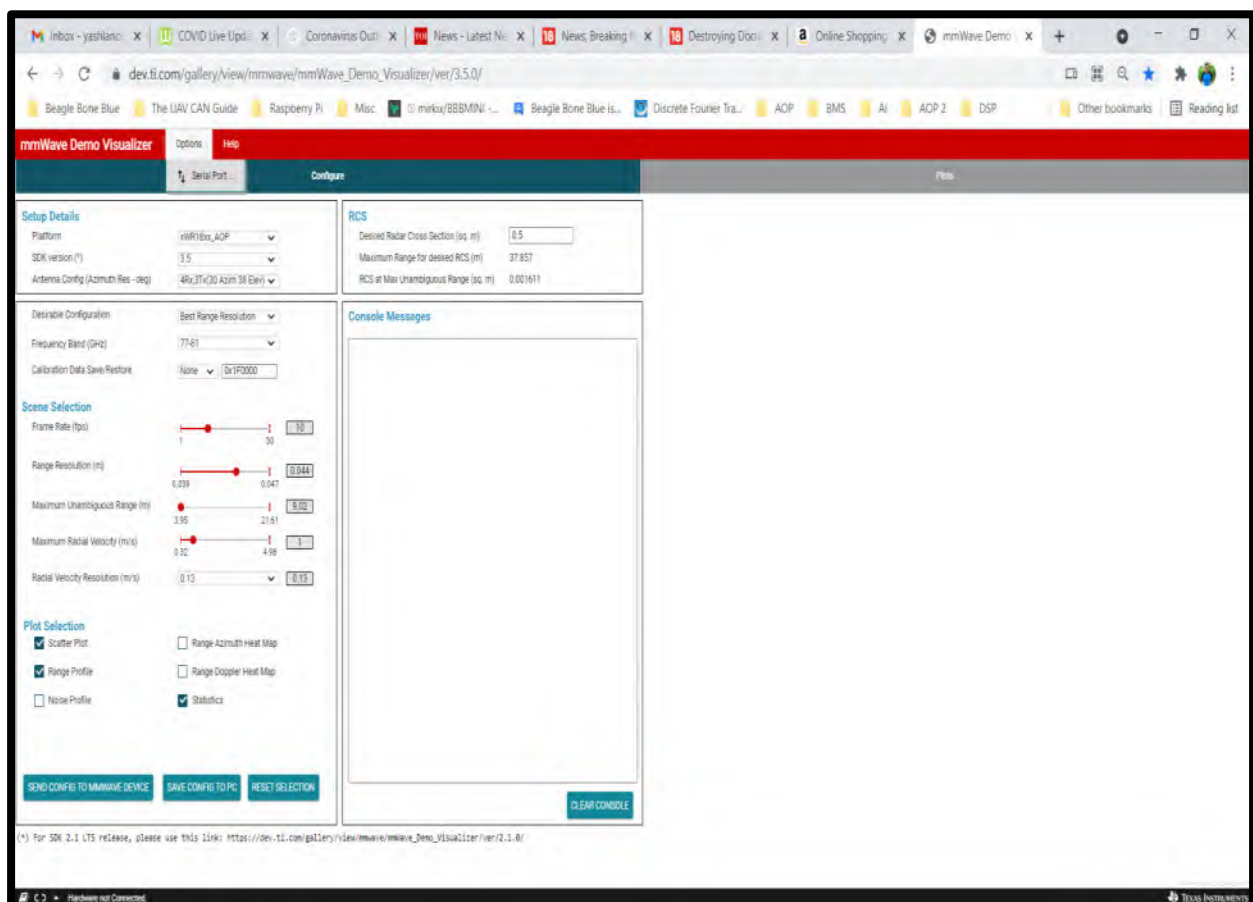 Inbox - yashlanc X COVID Live Upd X Coronavirus Out X News - Latest Ne X News, Breaking X Destroying Doci X Online Shopping X mmWave Demo X
dev.ti.com/gallery/view/mmwave/mmWave_Demo_Visualizer/ver/3.5.0/
Beagle Bone Blue The UAV CAN Guide Raspberry Pi Misc mirkix/BBBMINI -... Beagle Bone Blue is... Discrete Fourier Tra... AOP BMS AI AOP 2 DSP Other bookmarks Reading list
mmWave Demo Visualizer Options Help
Serial Port ... Configure Plots
Setup Details
Platform xWR18xx_AOP
SDK version (*) 3.5
Antenna Config (Azimuth Res - deg) 4Rx,3Tx(30 Azim 38 Elev)
RCS
Desired Radar Cross Section (sq. m) 0.5
Maximum Range for desired RCS (m) 37.857
RCS at Max Unambiguous Range (sq. m) 0.001611
Desirable Configuration Best Range Resolution
Frequency Band (GHz) 77-81
Calibration Data Save/Restore None 0x1F0000
Scene Selection
Frame Rate (fps) 10
1 30
Range Resolution (m) 0.044
0.039 0.047
Maximum Unambiguous Range (m) 9.02
3.95 21.61
Maximum Radial Velocity (m/s) 1
0.32 4.98
Radial Velocity Resolution (m/s) 0.13 0.13
Plot Selection
Scatter Plot Range Azimuth Heat Map
Range Profile Range Doppler Heat Map
Noise Profile Statistics
SEND CONFIG TO MMWAVE DEVICE SAVE CONFIG TO PC RESET SELECTION
Console Messages
CLEAR CONSOLE
(*) For SDK 2.1 LTS release, please use this link: https://dev.ti.com/gallery/view/mmwave/mmWave_Demo_Visualizer/ver/2.1.0/
Hardware not Connected. TEXAS INSTRUMENTS